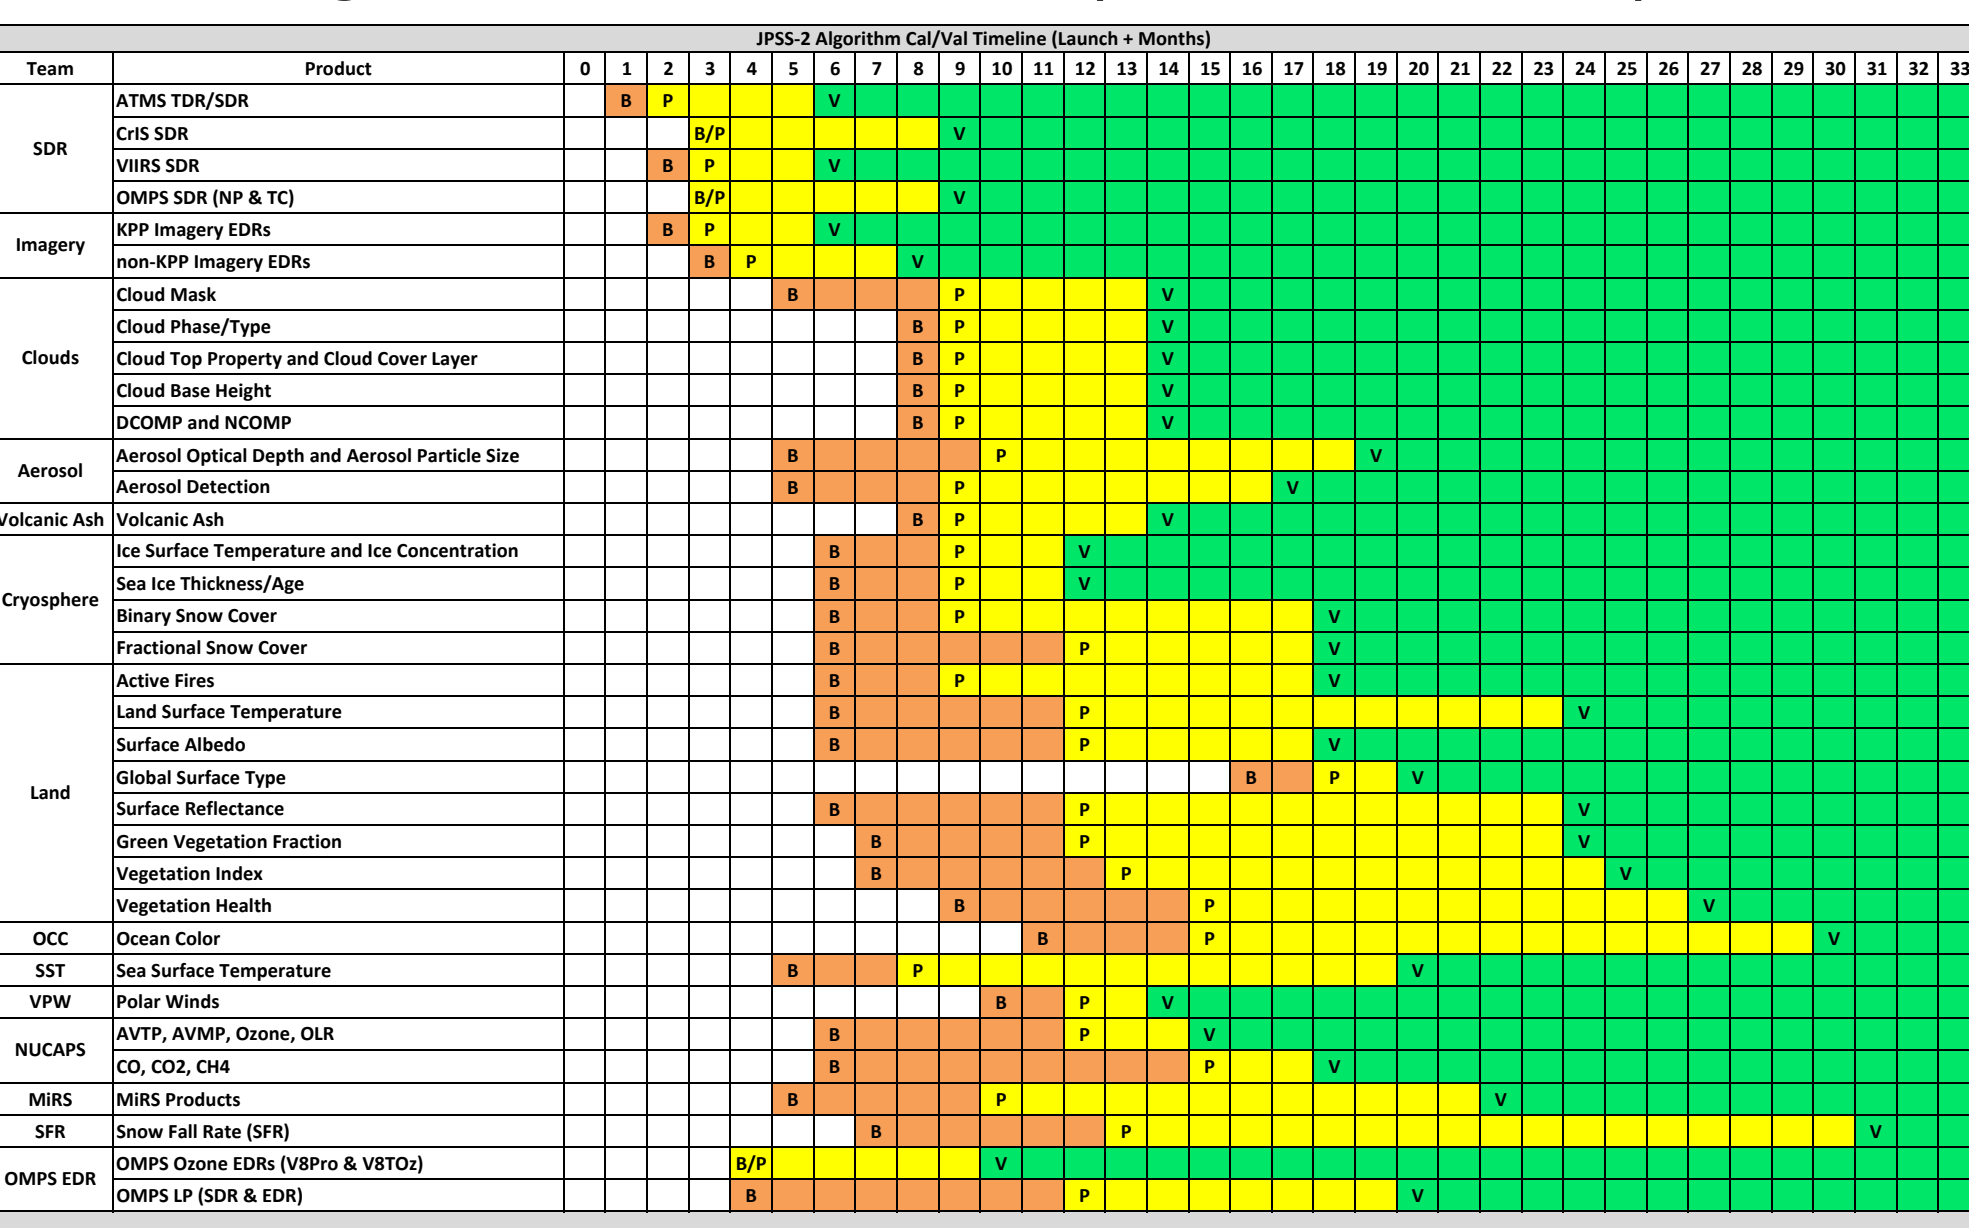 JPSS-2 Algorithm Cal/Val Timeline (Launch + Months)
Team Product 0 1 2 3 4 5 6 7 8 9 10 11 12 13 14 15 16 17 18 19 20 21 22 23 24 25 26 27 28 29 30 31 32 33
SDR
ATMS TDR/SDR B P V
CrIS SDR B/P V
VIIRS SDR B P V
OMPS SDR (NP & TC) B/P V
Imagery
KPP Imagery EDRs B P V
non-KPP Imagery EDRs B P V
Clouds
Cloud Mask B P V
Cloud Phase/Type B P V
Cloud Top Property and Cloud Cover Layer B P V
Cloud Base Height B P V
DCOMP and NCOMP B P V
Aerosol
Aerosol Optical Depth and Aerosol Particle Size B P V
Aerosol Detection B P V
Volcanic Ash Volcanic Ash B P V
Cryosphere
Ice Surface Temperature and Ice Concentration B P V
Sea Ice Thickness/Age B P V
Binary Snow Cover B P V
Fractional Snow Cover B P V
Land
Active Fires B P V
Land Surface Temperature B P V
Surface Albedo B P V
Global Surface Type B P V
Surface Reflectance B P V
Green Vegetation Fraction B P V
Vegetation Index B P V
Vegetation Health B P V
OCC Ocean Color B P V
SST Sea Surface Temperature B P V
VPW Polar Winds B P V
NUCAPS
AVTP, AVMP, Ozone, OLR B P V
CO, CO2, CH4 B P V
MiRS MiRS Products B P V
SFR Snow Fall Rate (SFR) B P V
OMPS EDR
OMPS Ozone EDRs (V8Pro & V8TOz) B/P V
OMPS LP (SDR & EDR) B P V